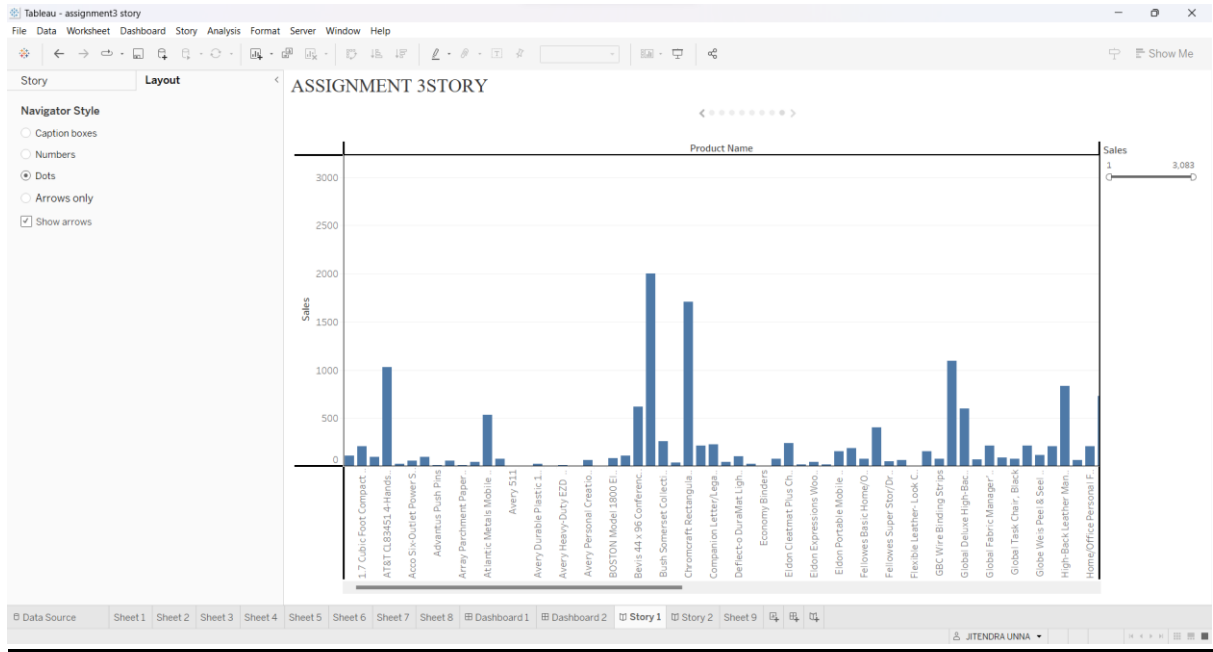 Tableau - assignment3 story
File Data Worksheet Dashboard Story Analysis Format Server Window Help
Show Me
Story Layout
ASSIGNMENT 3STORY
Navigator Style
Caption boxes
Numbers
Dots
Arrows only
Show arrows
Product Name
Sales
1 3,083
Sales
3000
2500
2000
1500
1000
500
0
1.7 Cubic Foot Compact
AT&T CL83451 4-Hands..
Acco Six-Outlet Power S..
Advantus Push Pins
Array Parchment Paper..
Atlantic Metals Mobile..
Avery 511
Avery Durable Plastic 1..
Avery Heavy-Duty EZD ..
Avery Personal Creatio..
BOSTON Model 1800 El..
Bevis 44 x 96 Conferenc..
Bush Somerset Collecti..
Chromcraft Rectangula..
Companion Letter/Lega..
Deflect-o DuraMat Ligh..
Economy Binders
Eldon Cleatmat Plus Ch..
Eldon Expressions Woo..
Eldon Portable Mobile ..
Fellowes Basic Home/O..
Fellowes Super Stor/Dr..
Flexible Leather- Look C..
GBC Wire Binding Strips
Global Deluxe High-Bac..
Global Fabric Manager’..
Global Task Chair, Black
Globe Weis Peel & Seel ..
High-Back Leather Man..
Home/Office Personal F..
Data Source Sheet 1 Sheet 2 Sheet 3 Sheet 4 Sheet 5 Sheet 6 Sheet 7 Sheet 8 Dashboard 1 Dashboard 2 Story 1 Story 2 Sheet 9
JITENDRA UNNA